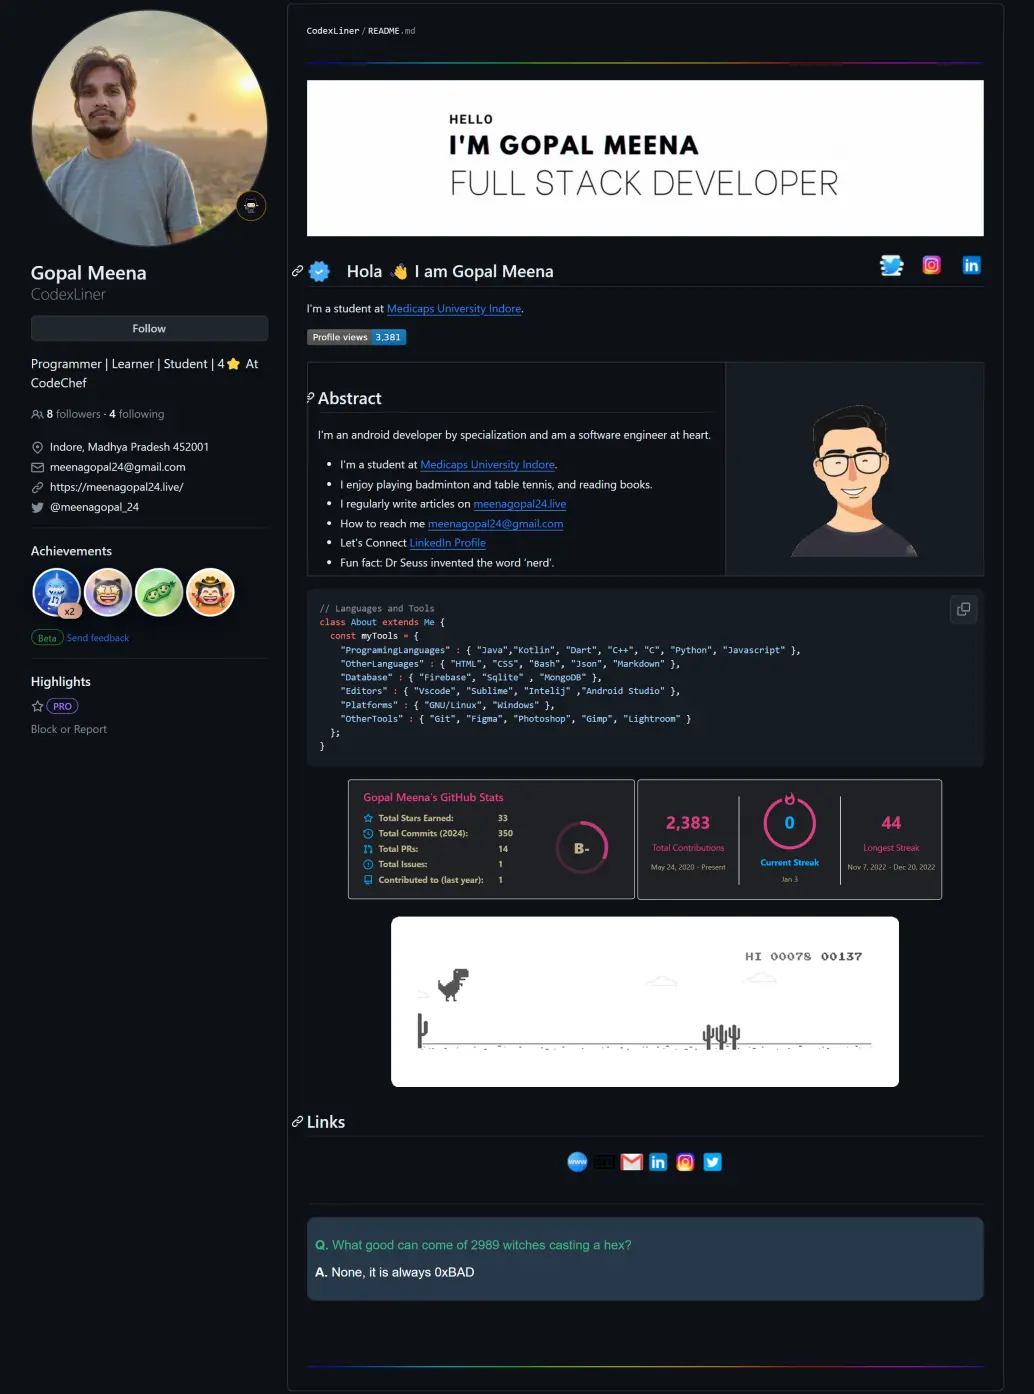 Gopal Meena
CodexLiner
Follow
Programmer | Learner | Student | 4⭐ At
CodeChef
8 followers · 4 following
Indore, Madhya Pradesh 452001
meenagopal24@gmail.com
https://meenagopal24.live/
@meenagopal_24
Achievements
x2
Beta Send feedback
Highlights
PRO
Block or Report
CodexLiner / README.md
HELLO
I'M GOPAL MEENA
FULL STACK DEVELOPER
Hola 👋 I am Gopal Meena
I'm a student at Medicaps University Indore.
Profile views 3,381
Abstract
I'm an android developer by specialization and am a software engineer at heart.
• I'm a student at Medicaps University Indore.
• I enjoy playing badminton and table tennis, and reading books.
• I regularly write articles on meenagopal24.live
• How to reach me meenagopal24@gmail.com
• Let's Connect LinkedIn Profile
• Fun fact: Dr Seuss invented the word 'nerd'.
// Languages and Tools
class About extends Me {
const myTools = {
"ProgramingLanguages" : { "Java","Kotlin", "Dart", "C++", "C", "Python", "Javascript" },
"OtherLanguages" : { "HTML", "CSS", "Bash", "Json", "Markdown" },
"Database" : { "Firebase", "Sqlite" , "MongoDB" },
"Editors" : { "Vscode", "Sublime", "Intelij" ,"Android Studio" },
"Platforms" : { "GNU/Linux", "Windows" },
"OtherTools" : { "Git", "Figma", "Photoshop", "Gimp", "Lightroom" }
};
}
Gopal Meena's GitHub Stats
Total Stars Earned: 33
Total Commits (2024): 350
Total PRs: 14
Total Issues: 1
Contributed to (last year): 1
B-
2,383
Total Contributions
May 24, 2020 - Present
0
Current Streak
Jan 3
44
Longest Streak
Nov 7, 2022 - Dec 20, 2022
HI 00078 00137
Links
www
Q. What good can come of 2989 witches casting a hex?
A. None, it is always 0xBAD